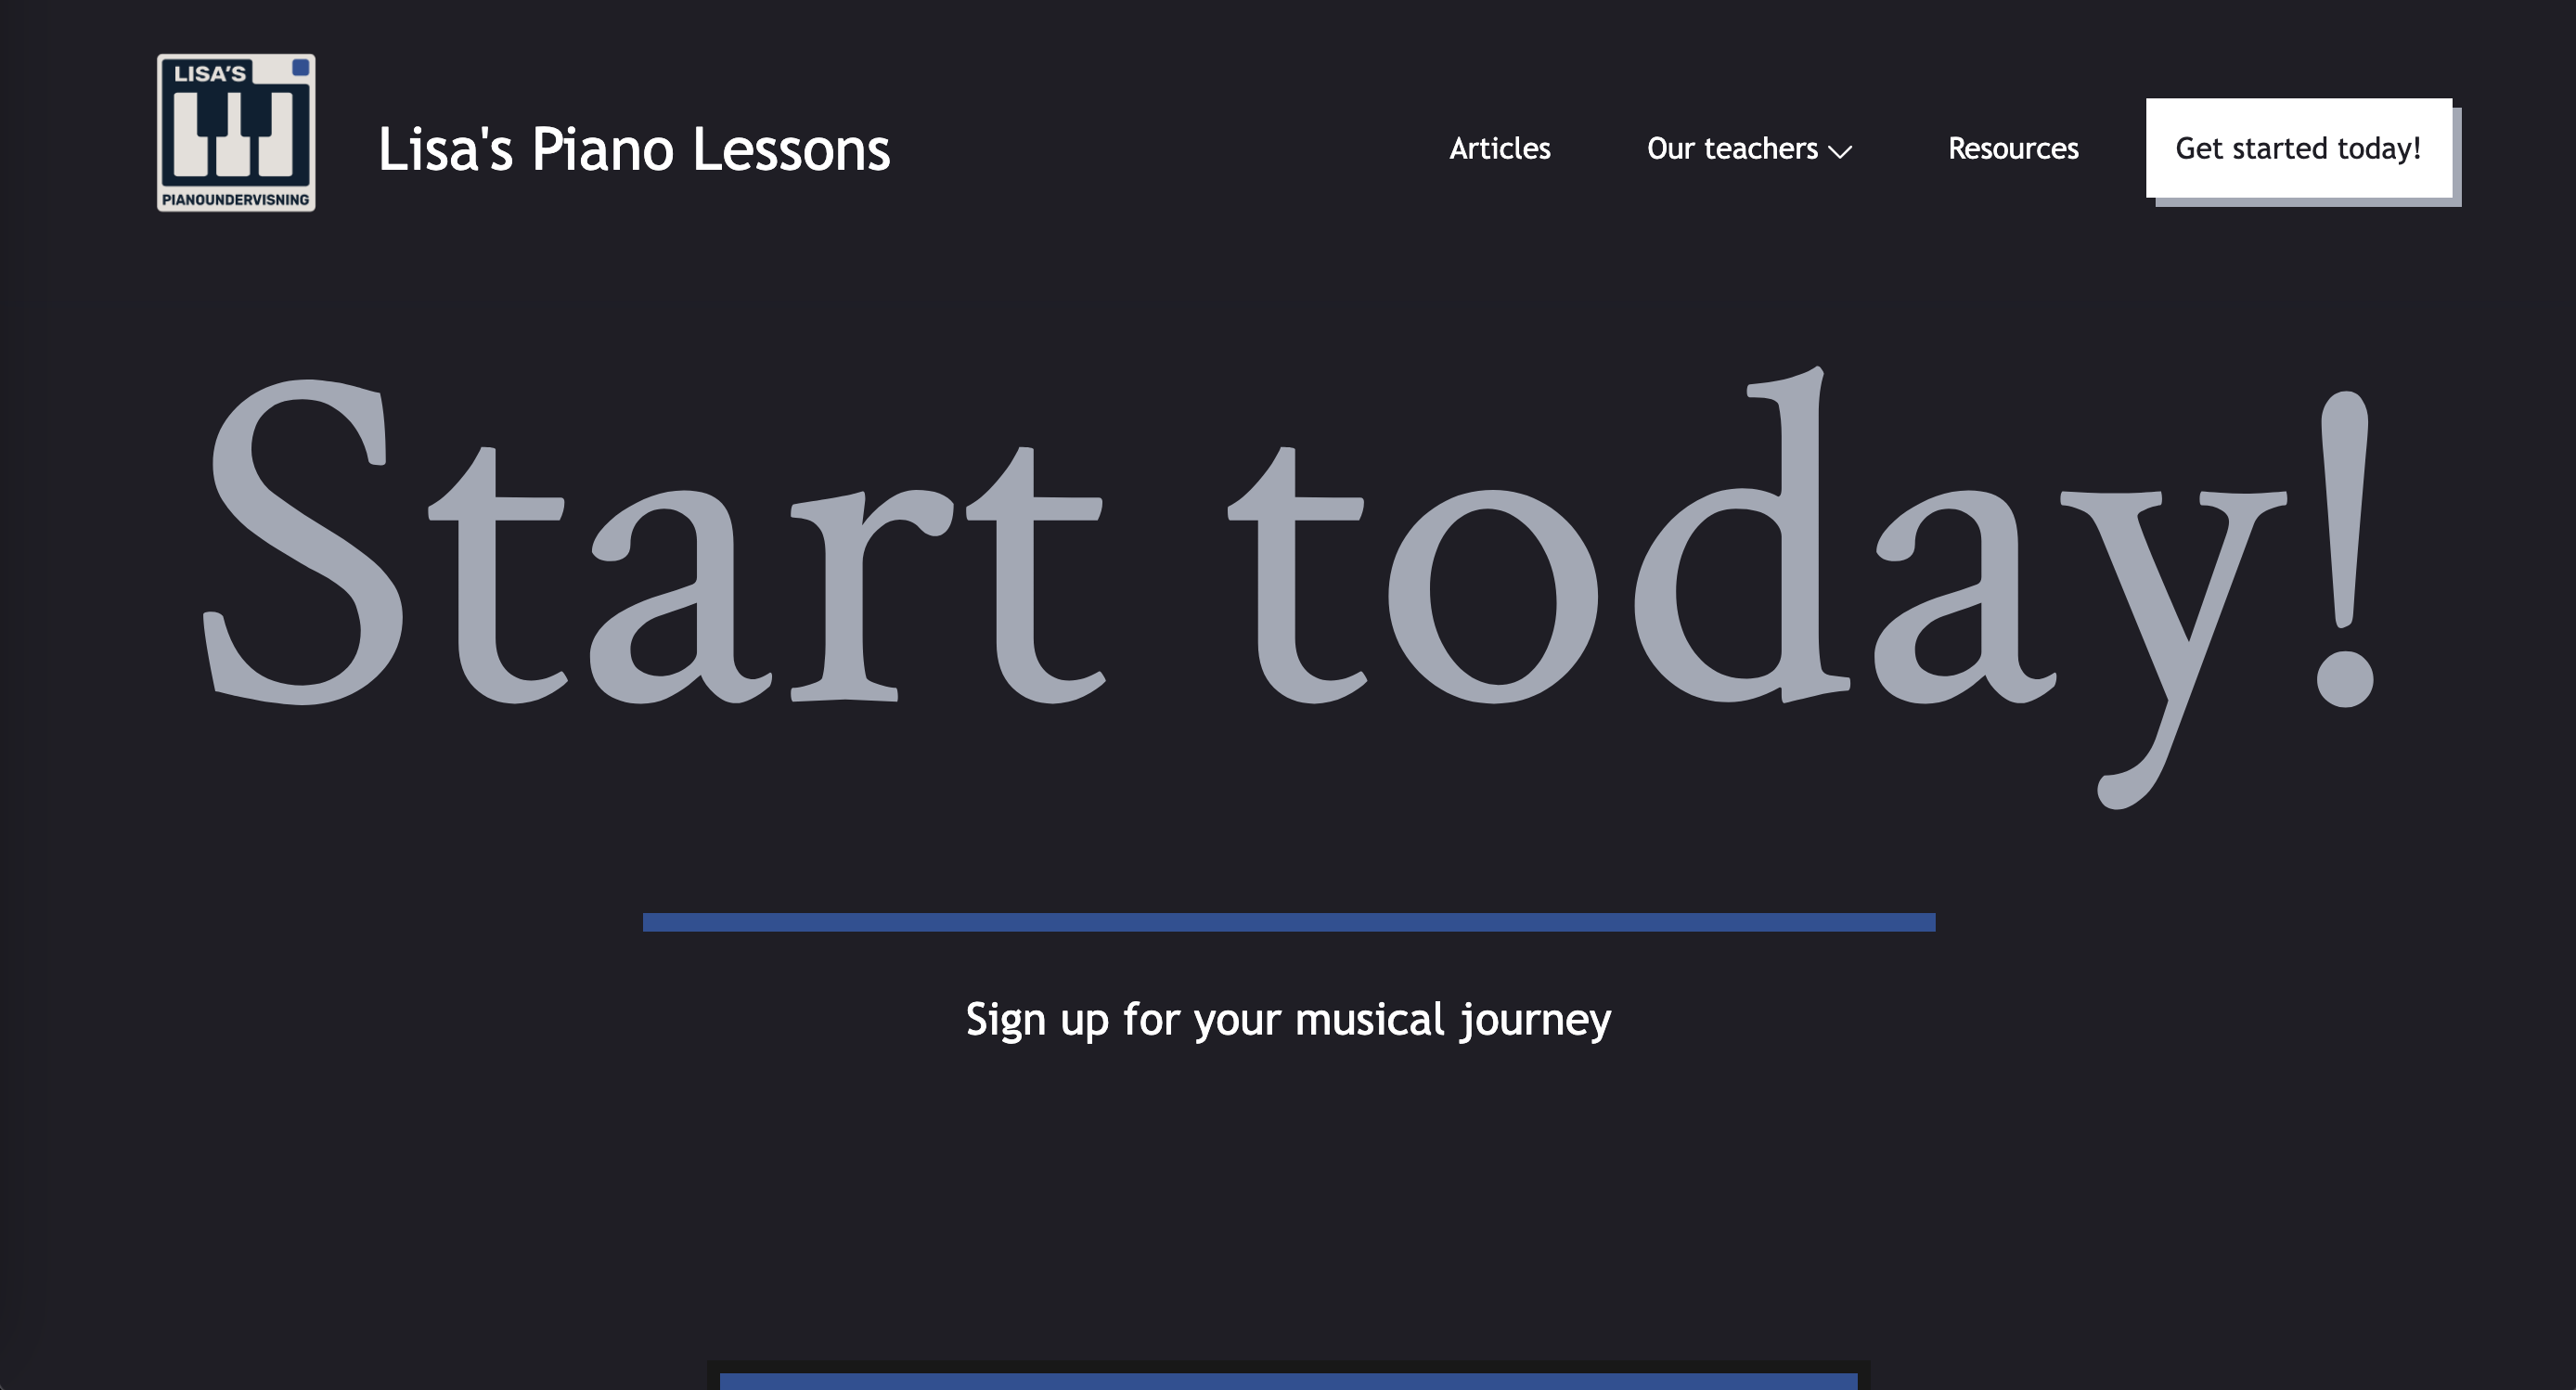 LISA'S
PIANOUNDERVISNING
Lisa's Piano Lessons
Articles
Our teachers
Resources
Get started today!
Start today!
Sign up for your musical journey